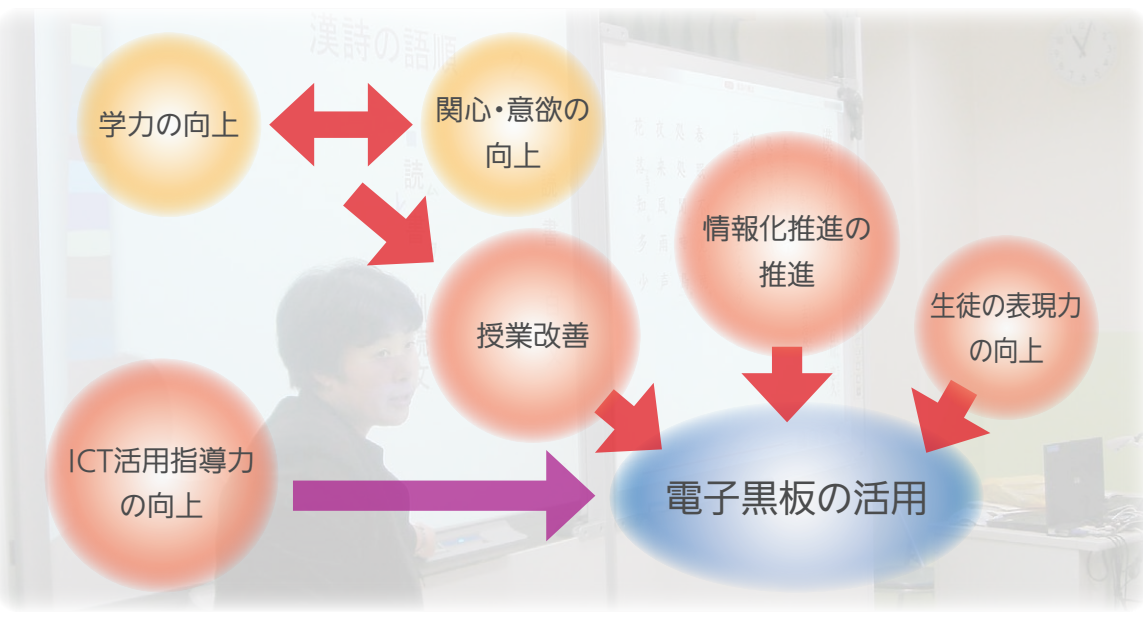 漢詩の語順
学力の向上
関心・意欲の
向上
情報化推進の
推進
生徒の表現力
の向上
授業改善
ICT活用指導力
の向上
電子黒板の活用